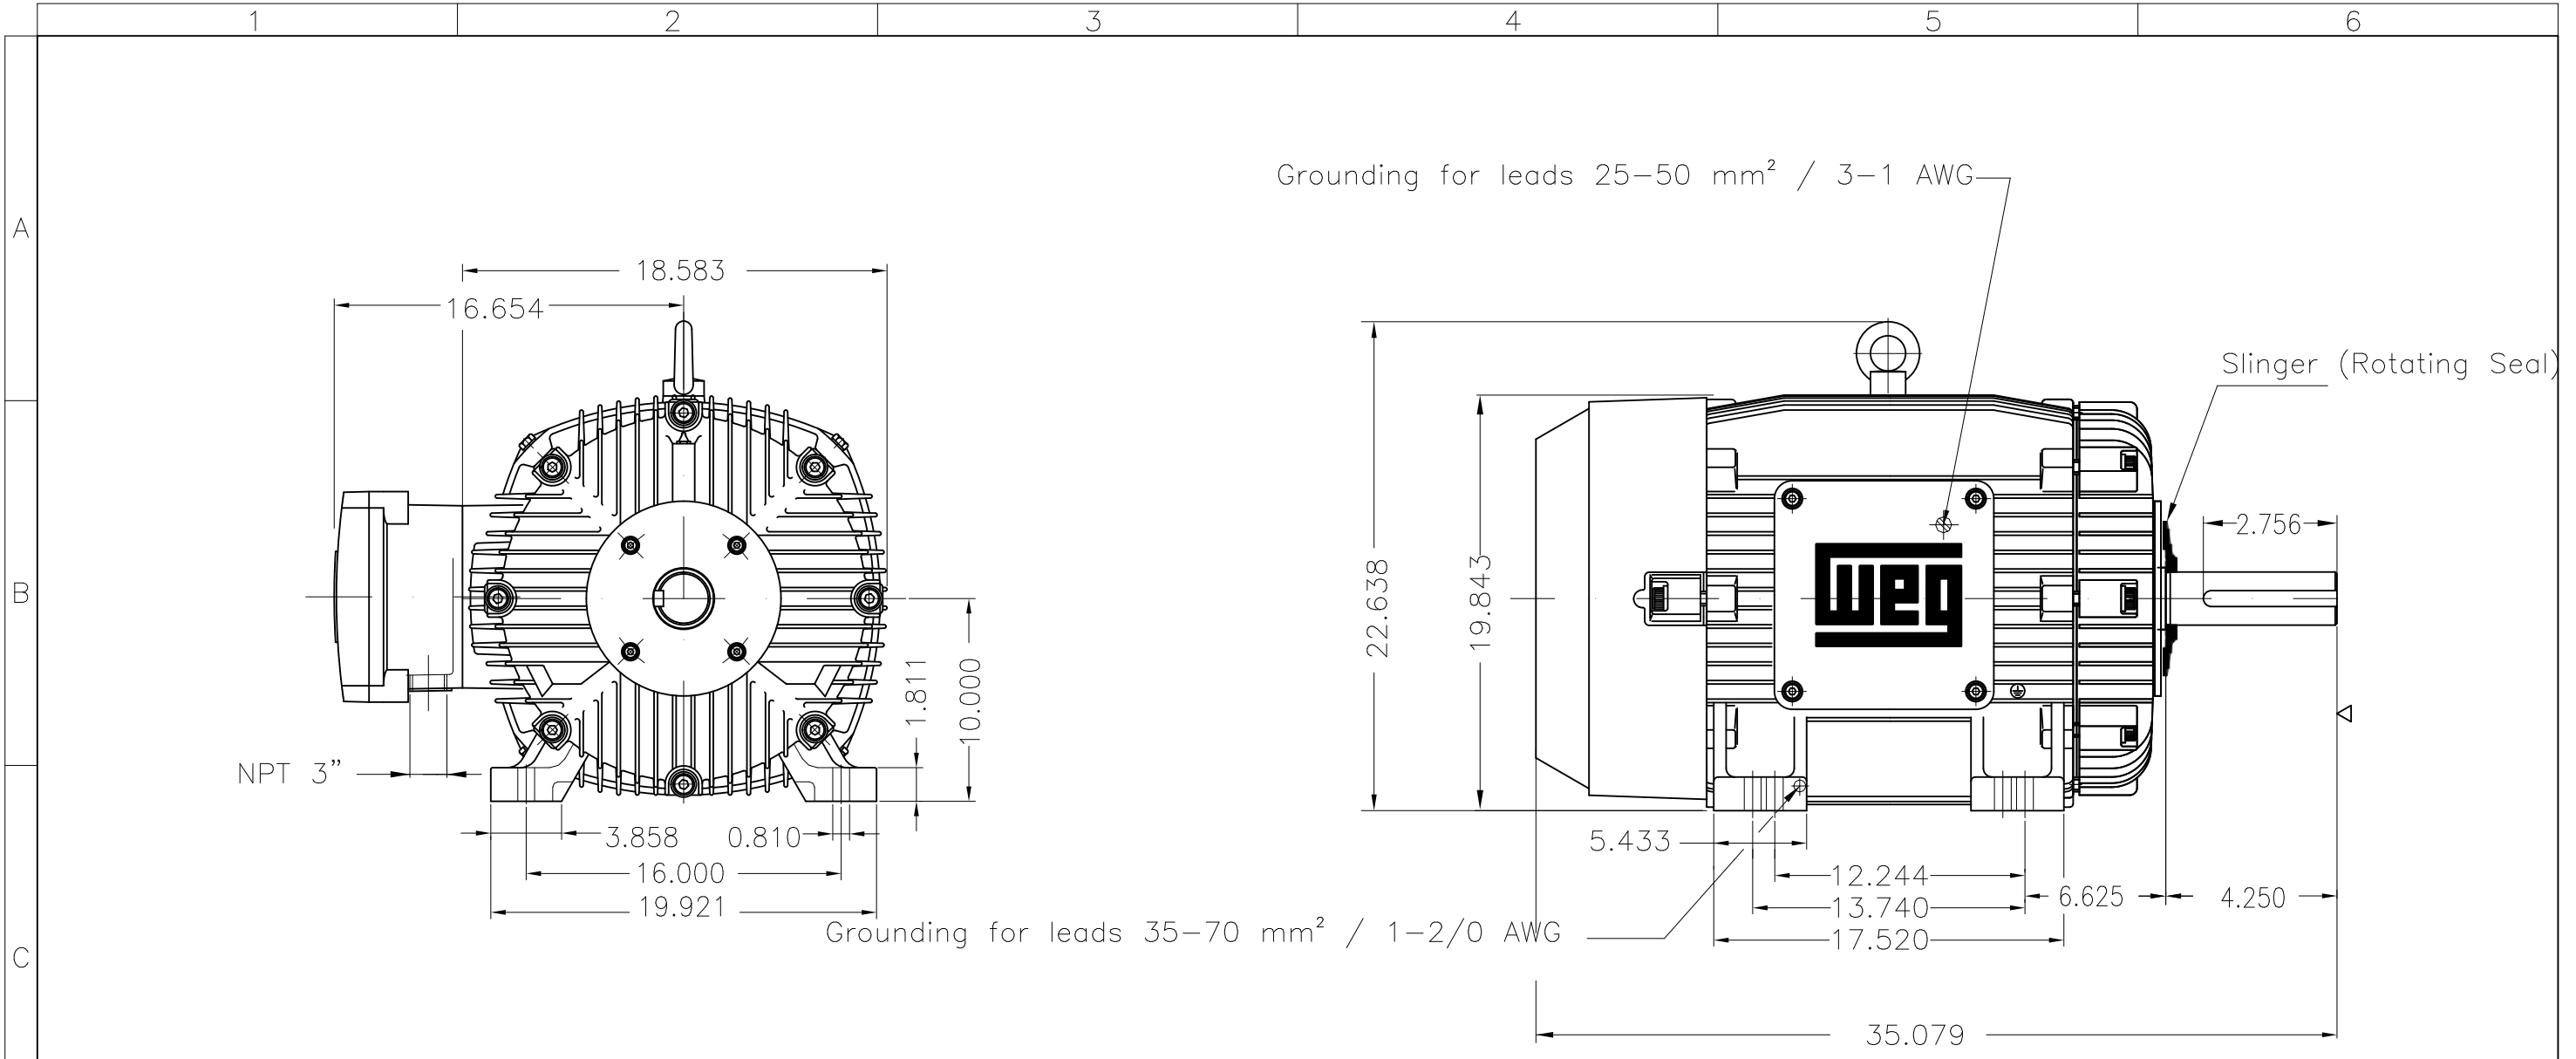 1 2 3 4 5 6
Grounding for leads 25-50 mm² / 3-1 AWG
A
18.583
16.654
Slinger (Rotating Seal)
2.756
B
22.638
19.843
weg
1.811
10.000
NPT 3"
3.858 0.810
5.433
16.000
12.244
6.625
4.250
19.921
13.740
Grounding for leads 35-70 mm² / 1-2/0 AWG
17.520
C
35.079